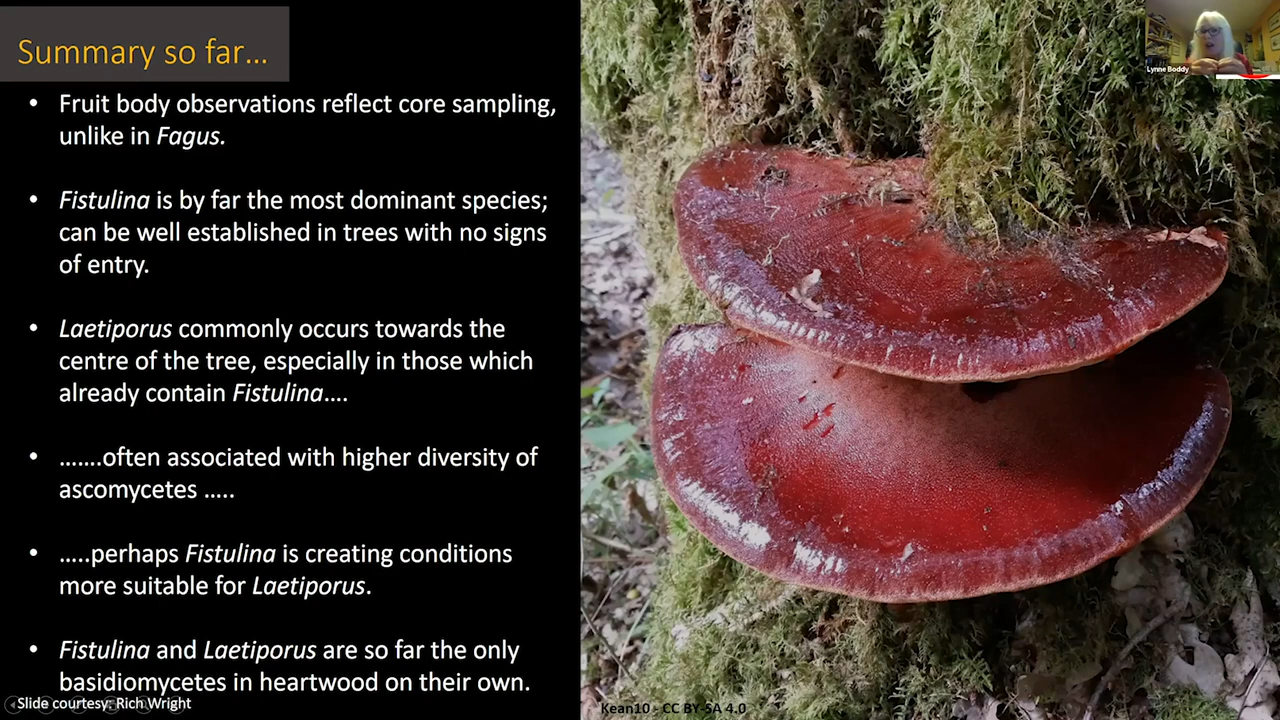 Summary so far...
• Fruit body observations reflect core sampling,
unlike in Fagus.
• Fistulina is by far the most dominant species;
can be well established in trees with no signs
of entry.
• Laetiporus commonly occurs towards the
centre of the tree, especially in those which
already contain Fistulina....
• .......often associated with higher diversity of
ascomycetes .....
• .....perhaps Fistulina is creating conditions
more suitable for Laetiporus.
• Fistulina and Laetiporus are so far the only
basidiomycetes in heartwood on their own.
Slide courtesy: Rich Wright
Kean10 - CC BY-SA 4.0
Lynne Boddy